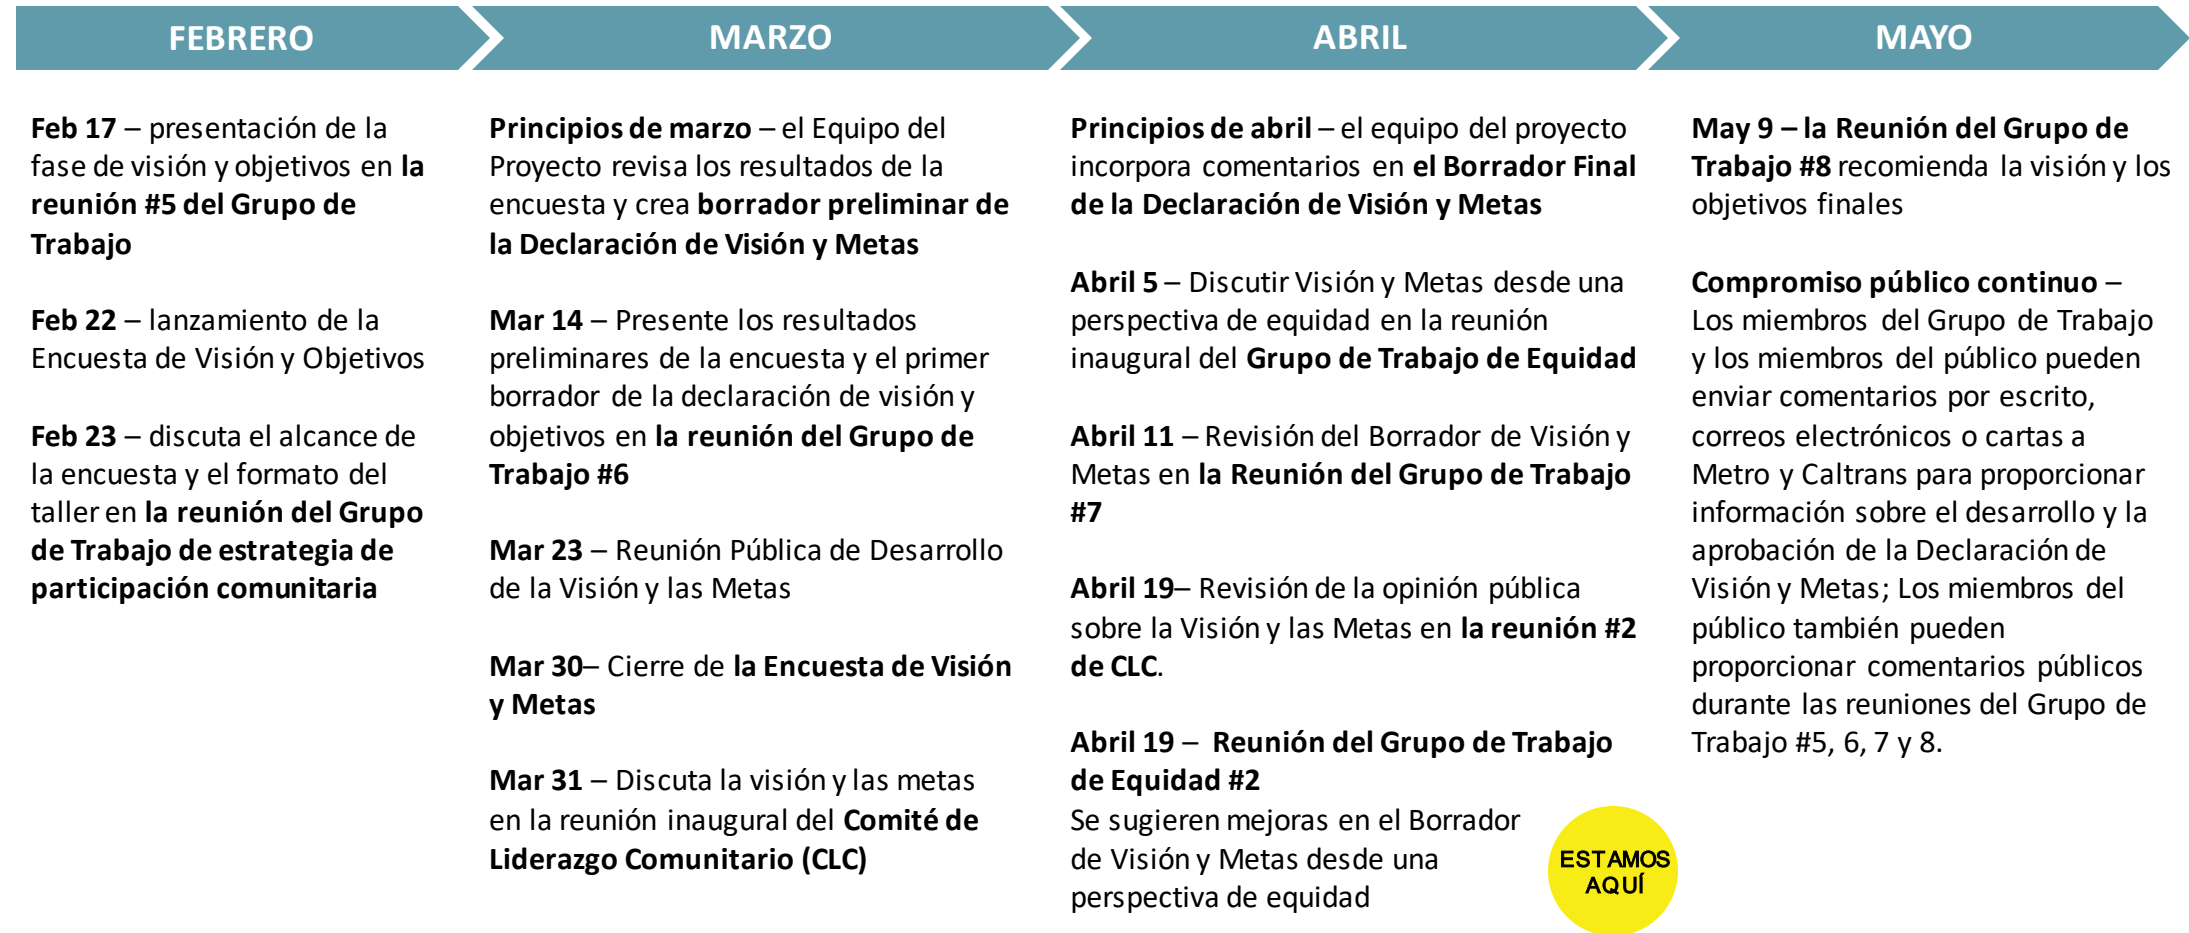 FEBRERO
MARZO
ABRIL
MAYO
Feb 17 – presentación de la
fase de visión y objetivos en la
reunión #5 del Grupo de
Trabajo
Feb 22 – lanzamiento de la
Encuesta de Visión y Objetivos
Feb 23 – discuta el alcance de
la encuesta y el formato del
taller en la reunión del Grupo
de Trabajo de estrategia de
participación comunitaria
Principios de marzo – el Equipo del
Proyecto revisa los resultados de la
encuesta y crea borrador preliminar de
la Declaración de Visión y Metas
Mar 14 – Presente los resultados
preliminares de la encuesta y el primer
borrador de la declaración de visión y
objetivos en la reunión del Grupo de
Trabajo #6
Mar 23 – Reunión Pública de Desarrollo
de la Visión y las Metas
Mar 30– Cierre de la Encuesta de Visión
y Metas
Mar 31 – Discuta la visión y las metas
en la reunión inaugural del Comité de
Liderazgo Comunitario (CLC)
Principios de abril – el equipo del proyecto
incorpora comentarios en el Borrador Final
de la Declaración de Visión y Metas
Abril 5 – Discutir Visión y Metas desde una
perspectiva de equidad en la reunión
inaugural del Grupo de Trabajo de Equidad
Abril 11 – Revisión del Borrador de Visión y
Metas en la Reunión del Grupo de Trabajo
#7
Abril 19– Revisión de la opinión pública
sobre la Visión y las Metas en la reunión #2
de CLC.
Abril 19 – Reunión del Grupo de Trabajo
de Equidad #2
Se sugieren mejoras en el Borrador
de Visión y Metas desde una
perspectiva de equidad
ESTAMOS
AQUÍ
May 9 – la Reunión del Grupo de
Trabajo #8 recomienda la visión y los
objetivos finales
Compromiso público continuo –
Los miembros del Grupo de Trabajo
y los miembros del público pueden
enviar comentarios por escrito,
correos electrónicos o cartas a
Metro y Caltrans para proporcionar
información sobre el desarrollo y la
aprobación de la Declaración de
Visión y Metas; Los miembros del
público también pueden
proporcionar comentarios públicos
durante las reuniones del Grupo de
Trabajo #5, 6, 7 y 8.